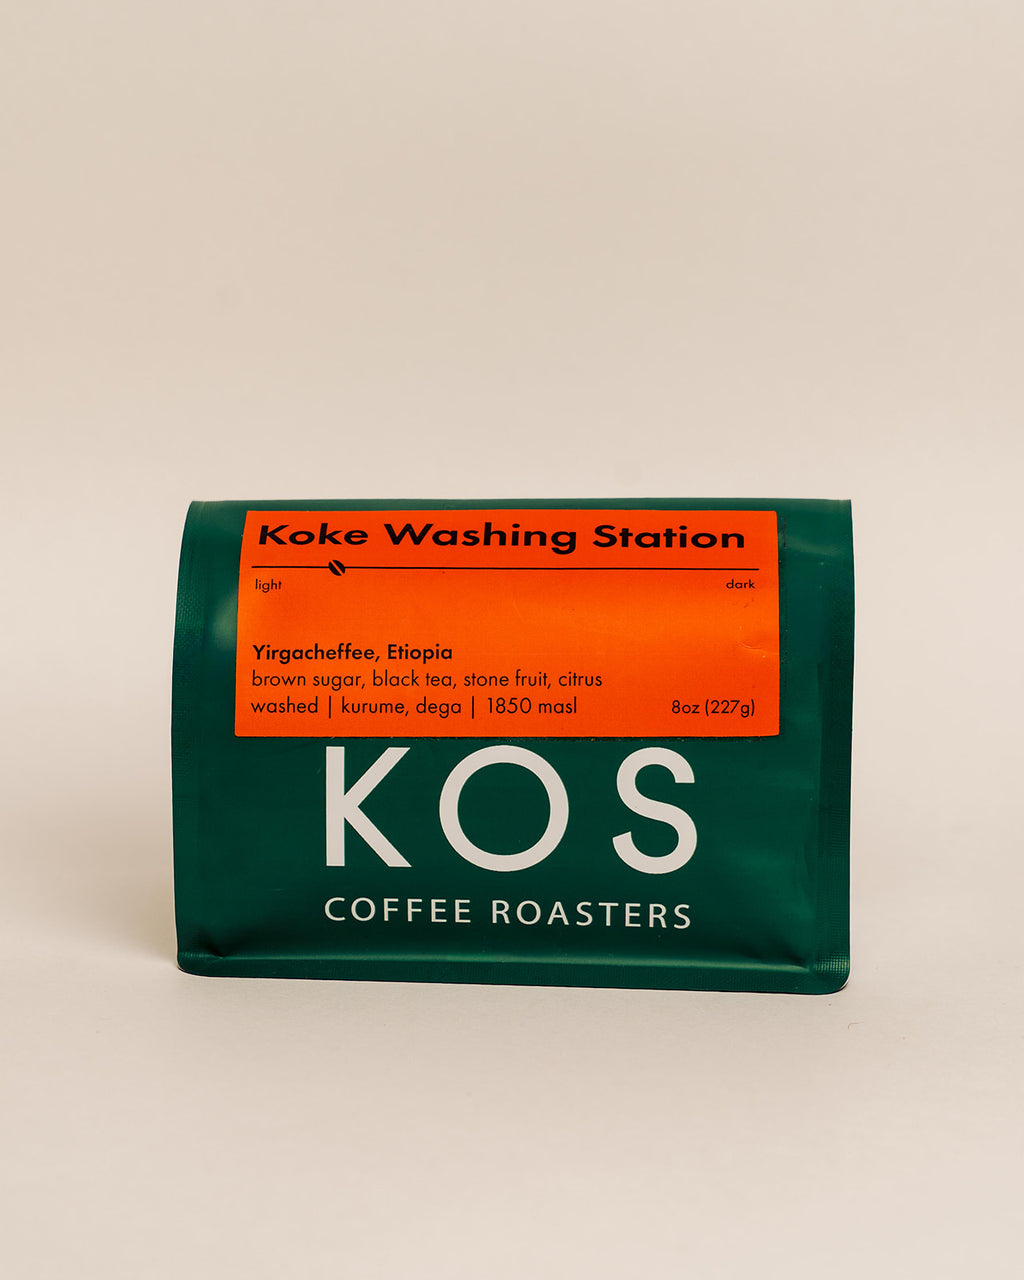 Koke Washing Station
light dark
Yirgacheffee, Etiopia
brown sugar, black tea, stone fruit, citrus
washed | kurume, dega | 1850 masl 8oz (227g)
KOS
COFFEE ROASTERS